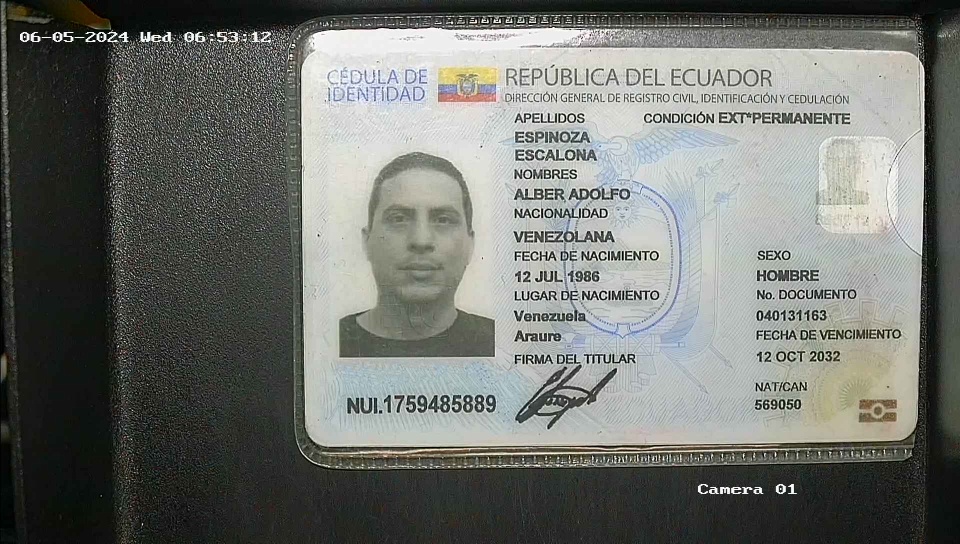 06-05-2024 Wed 06:53:12
CÉDULA DE
IDENTIDAD
REPÚBLICA DEL ECUADOR
DIRECCIÓN GENERAL DE REGISTRO CIVIL, IDENTIFICACIÓN Y CEDULACIÓN
APELLIDOS
CONDICIÓN EXT*PERMANENTE
ESPINOZA
ESCALONA
NOMBRES
ALBER ADOLFO
NACIONALIDAD
VENEZOLANA
FECHA DE NACIMIENTO
12 JUL 1986
LUGAR DE NACIMIENTO
Venezuela
Araure
FIRMA DEL TITULAR
SEXO
HOMBRE
No. DOCUMENTO
040131163
FECHA DE VENCIMIENTO
12 OCT 2032
NAT/CAN
569050
NUI.1759485889
Camera 01